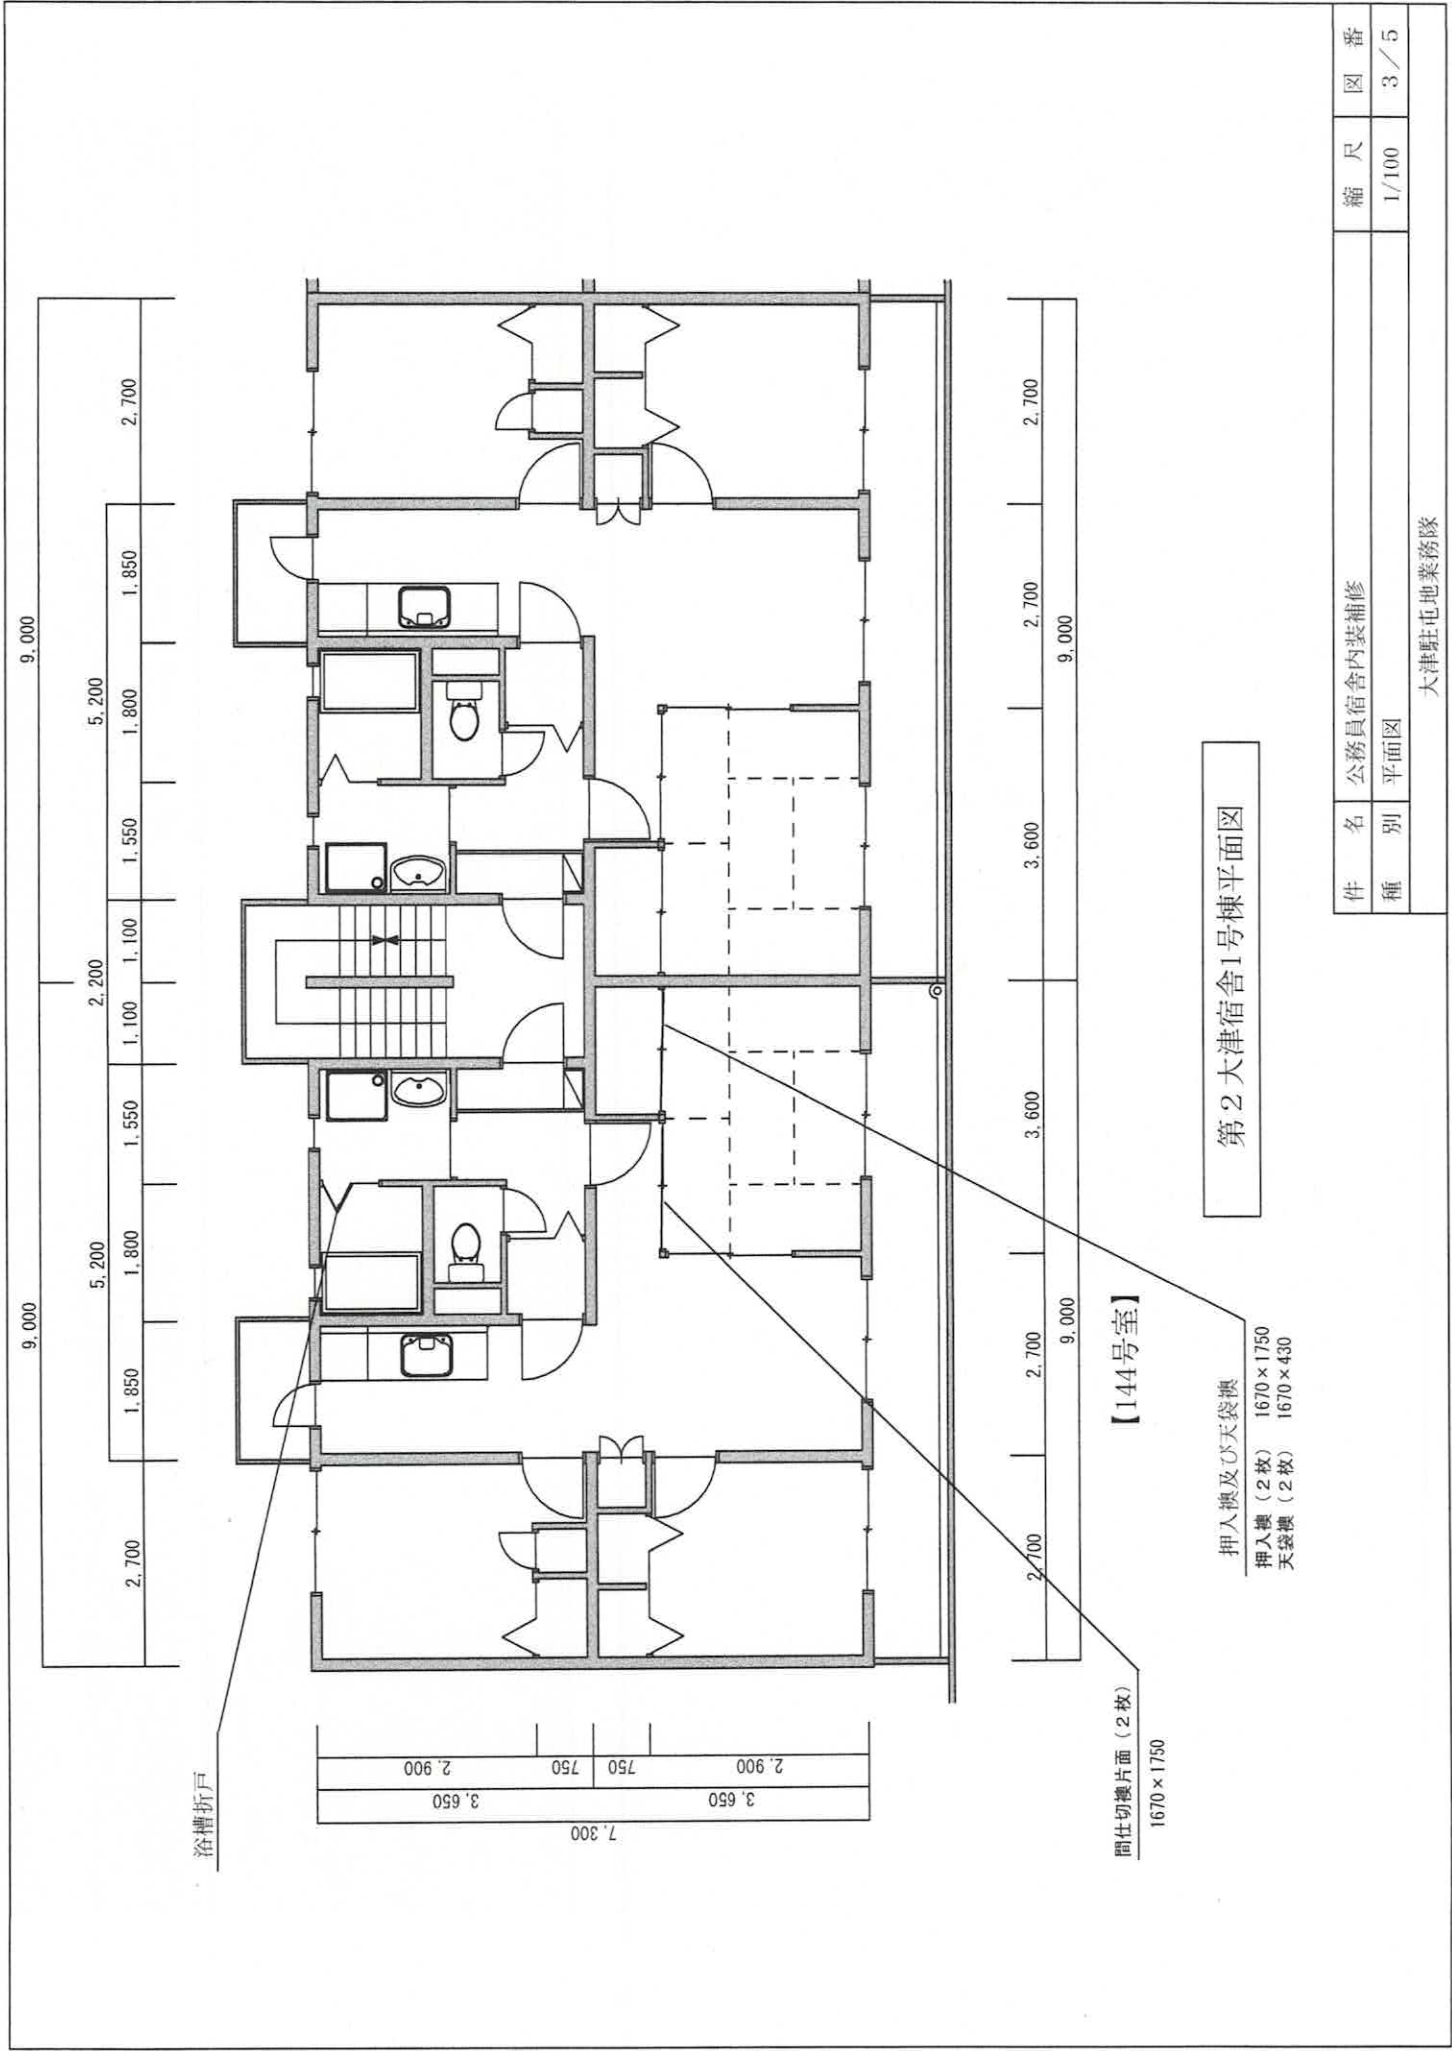 9,000 9,000
5,200 2,200 5,200
2,700 1,850 1,800 1,550 1,100 1,100 1,550 1,800 1,850 2,700
浴槽折戸
7,300
3,650 3,650
2,900 750 750 2,900
2,700 2,700 3,600 3,600 2,700 2,700
9,000 9,000
【144号室】
間仕切襖片面（2枚）
1670×1750
押入襖及び天袋襖
押入襖（2枚） 1670×1750
天袋襖（2枚） 1670×430
第2大津宿舎1号棟平面図
件名 公務員宿舎内装補修 縮尺 図番
種別 平面図 1/100 3／5
大津駐屯地業務隊